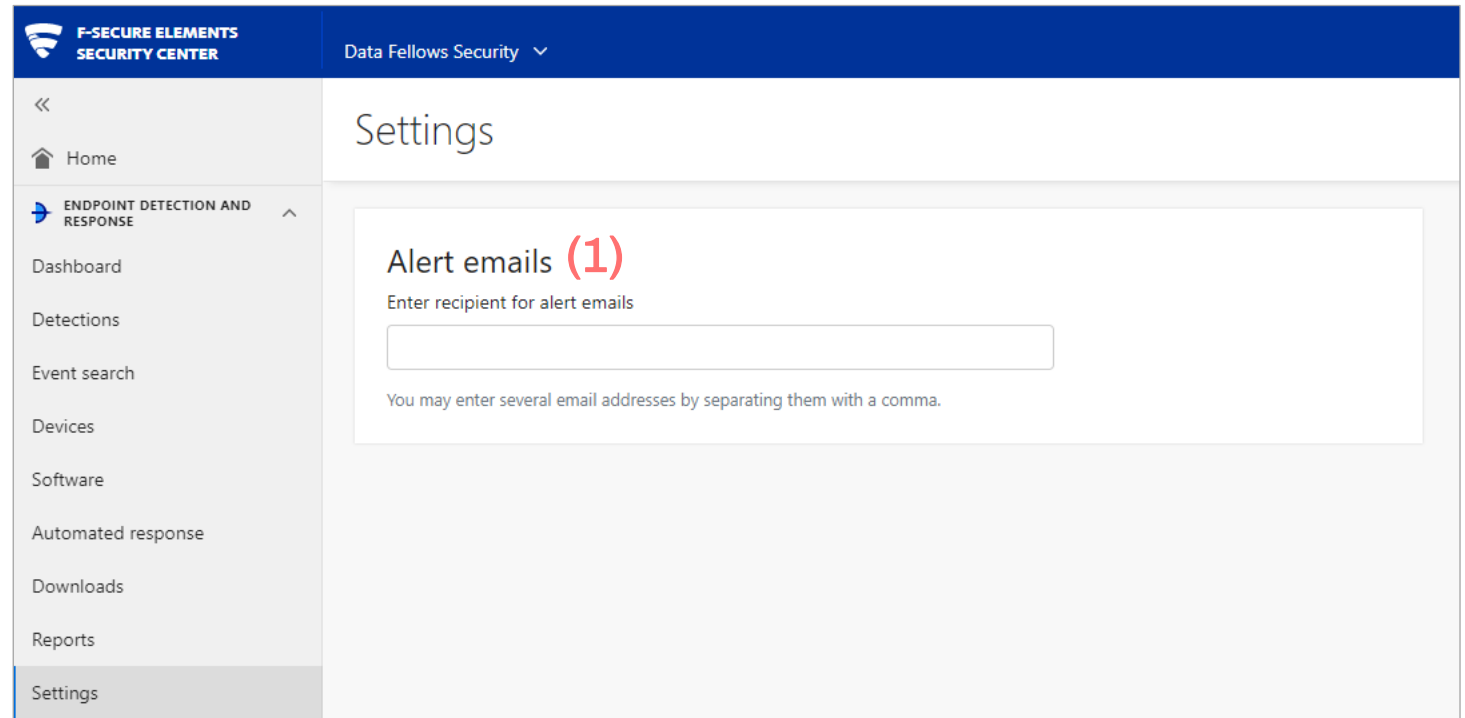 F-SECURE ELEMENTS
SECURITY CENTER
Data Fellows Security
Home
ENDPOINT DETECTION AND
RESPONSE
Dashboard
Detections
Event search
Devices
Software
Automated response
Downloads
Reports
Settings
Settings
Alert emails (1)
Enter recipient for alert emails
You may enter several email addresses by separating them with a comma.